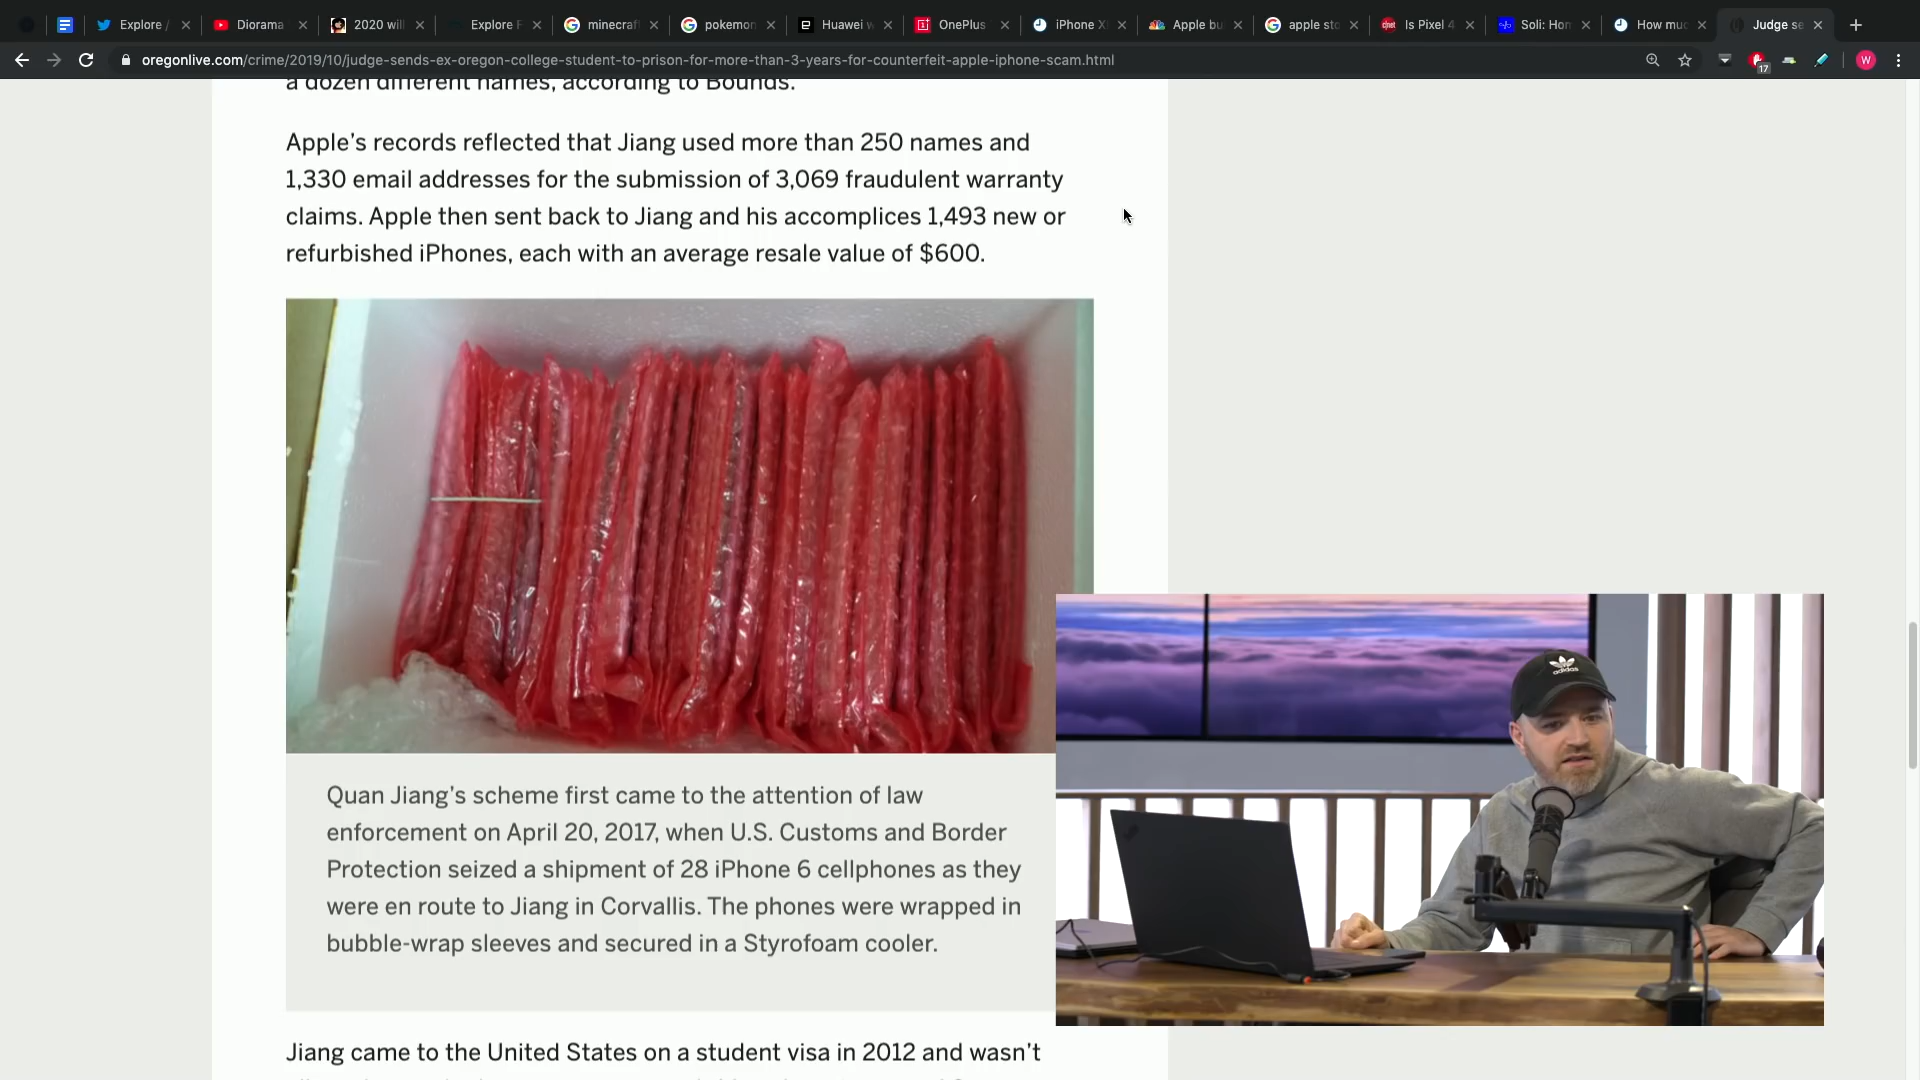 Explore /
Diorama
2020 wil
Explore F
minecraf
pokemon
Huawei w
OnePlus
iPhone X
Apple bu
apple sto
Is Pixel 4
Soli: Hom
How muc
Judge se
oregonlive.com/crime/2019/10/judge-sends-ex-oregon-college-student-to-prison-for-more-than-3-years-for-counterfeit-apple-iphone-scam.html
17
W
a dozen different names, according to Bounds.
Apple’s records reflected that Jiang used more than 250 names and
1,330 email addresses for the submission of 3,069 fraudulent warranty
claims. Apple then sent back to Jiang and his accomplices 1,493 new or
refurbished iPhones, each with an average resale value of $600.
adidas
Quan Jiang’s scheme first came to the attention of law
enforcement on April 20, 2017, when U.S. Customs and Border
Protection seized a shipment of 28 iPhone 6 cellphones as they
were en route to Jiang in Corvallis. The phones were wrapped in
bubble-wrap sleeves and secured in a Styrofoam cooler.
Jiang came to the United States on a student visa in 2012 and wasn’t